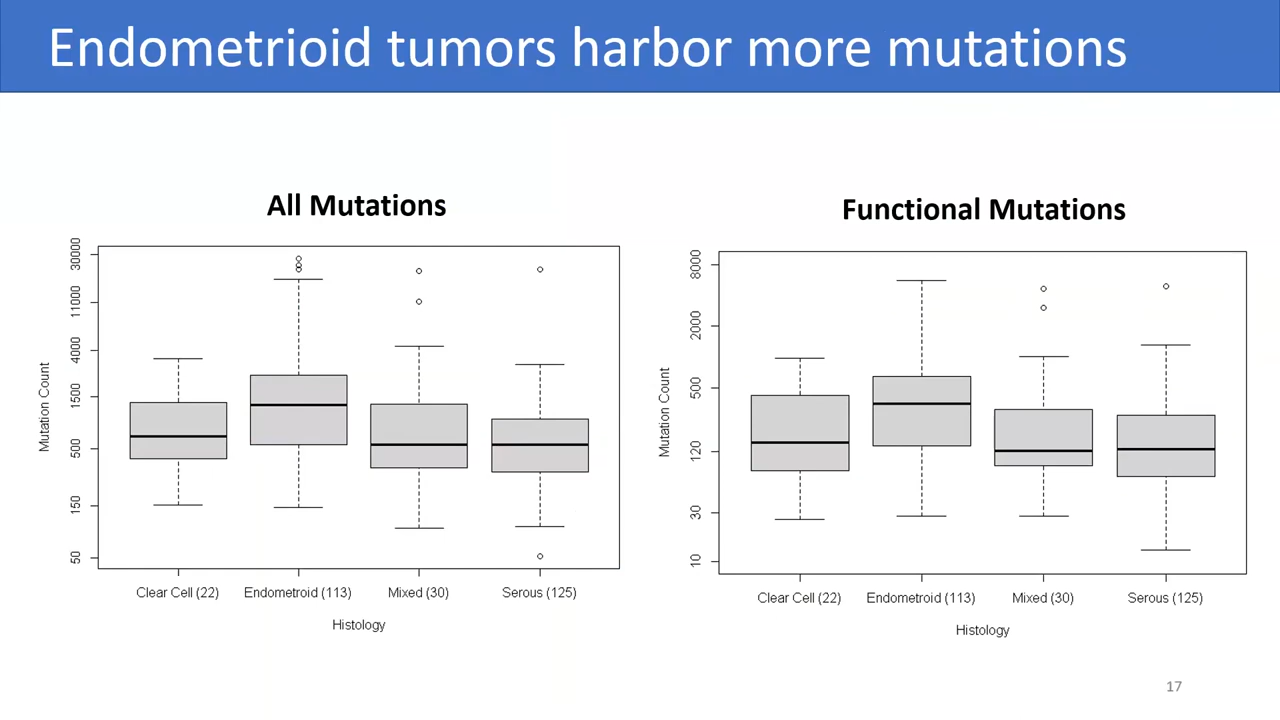 Endometrioid tumors harbor more mutations
All Mutations
30000
11000
4000
1500
500
150
50
Mutation Count
Clear Cell (22) Endometroid (113) Mixed (30) Serous (125)
Histology
Functional Mutations
8000
2000
500
120
30
10
Mutation Count
Clear Cell (22) Endometroid (113) Mixed (30) Serous (125)
Histology
17